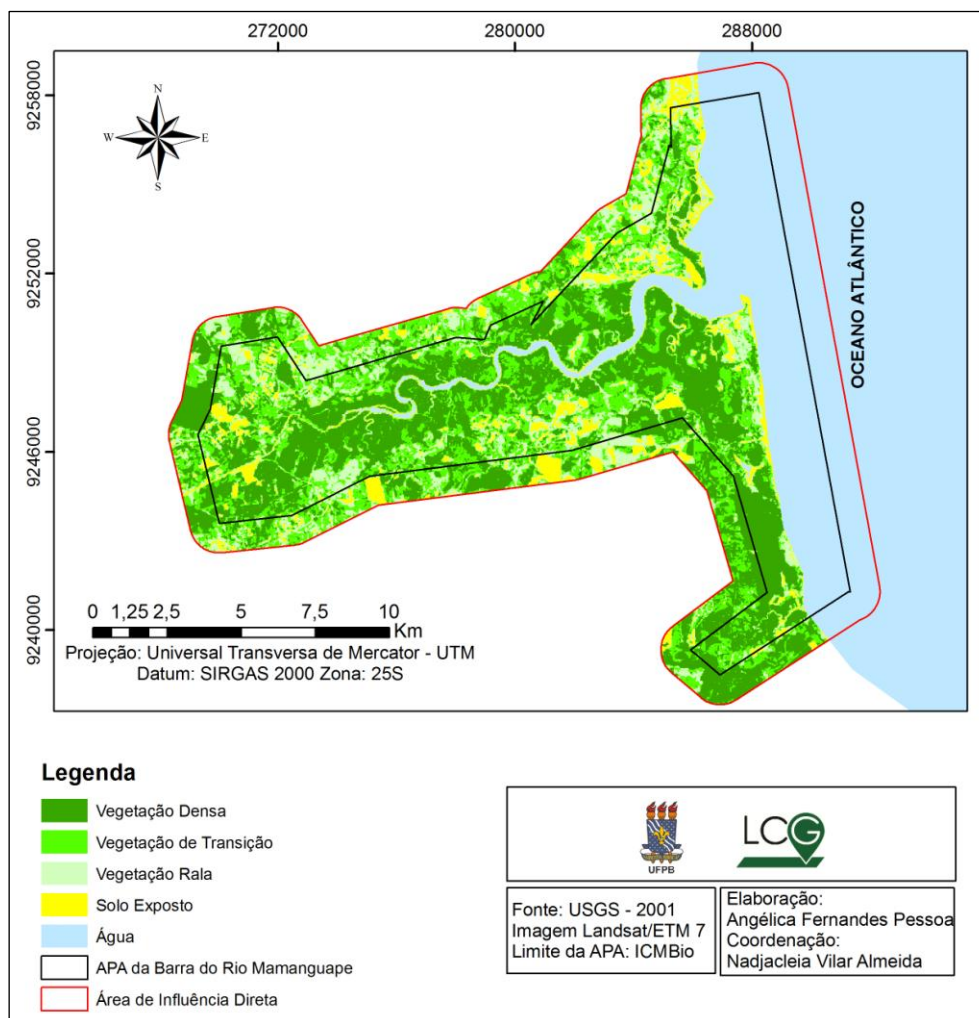 272000 280000 288000
9258000
9252000
9246000
9240000
N
W E
S
OCEANO ATLÂNTICO
0 1,25 2,5 5 7,5 10
Km
Projeção: Universal Transversa de Mercator - UTM
Datum: SIRGAS 2000 Zona: 25S
Legenda
Vegetação Densa
Vegetação de Transição
Vegetação Rala
Solo Exposto
Água
APA da Barra do Rio Mamanguape
Área de Influência Direta
UFPB
LCG
Fonte: USGS - 2001
Imagem Landsat/ETM 7
Limite da APA: ICMBio
Elaboração:
Angélica Fernandes Pessoa
Coordenação:
Nadjacleia Vilar Almeida